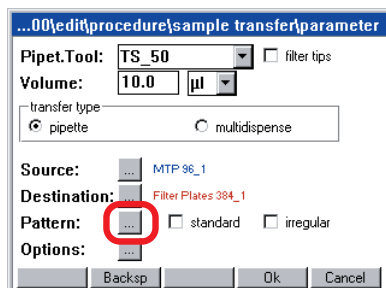 ...00\edit\procedure\sample transfer\parameter
Pipet.Tool: TS_50 filter tips
Volume: 10.0 µl
transfer type
pipette multidispense
Source: ... MTP 96_1
Destination: ... Filter Plates 384_1
Pattern: ... standard irregular
Options: ...
Backsp Ok Cancel